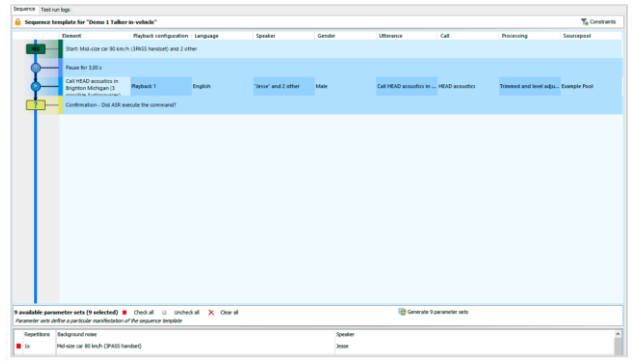 Sequence Test run logs
Sequence template for "Demo 1 Talker in-vehicle" Constraints
Element Playback configuration Language Speaker Gender Utterance Call Processing Sourcepool
Start: Mid-size car 80 km/h (3PASS handset) and 2 other
Pause for 3,00 s
Call HEAD acoustics in
Brighton Michigan (3 Playback 1 English "Jesse" and 2 other Male Call HEAD acoustics in ... HEAD acoustics Trimmed and level adju... Example Pool
Confirmation - Did ASR execute the command?
9 available parameter sets (9 selected) Check all Uncheck all Clear all Generate 9 parameter sets
Parameter sets define a particular manifestation of the sequence template
Repetitions Background noise Speaker
1x Mid-size car 80 km/h (3PASS handset) Jesse